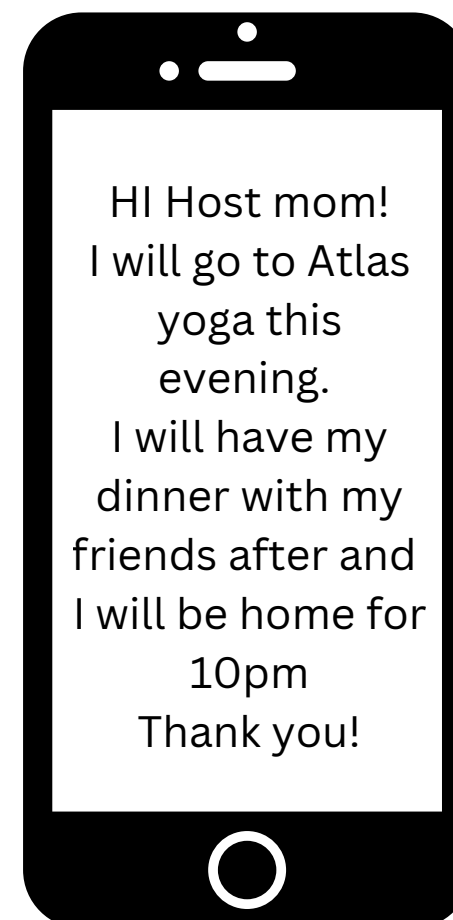 HI Host mom!
I will go to Atlas
yoga this
evening.
I will have my
dinner with my
friends after and
I will be home for
10pm
Thank you!